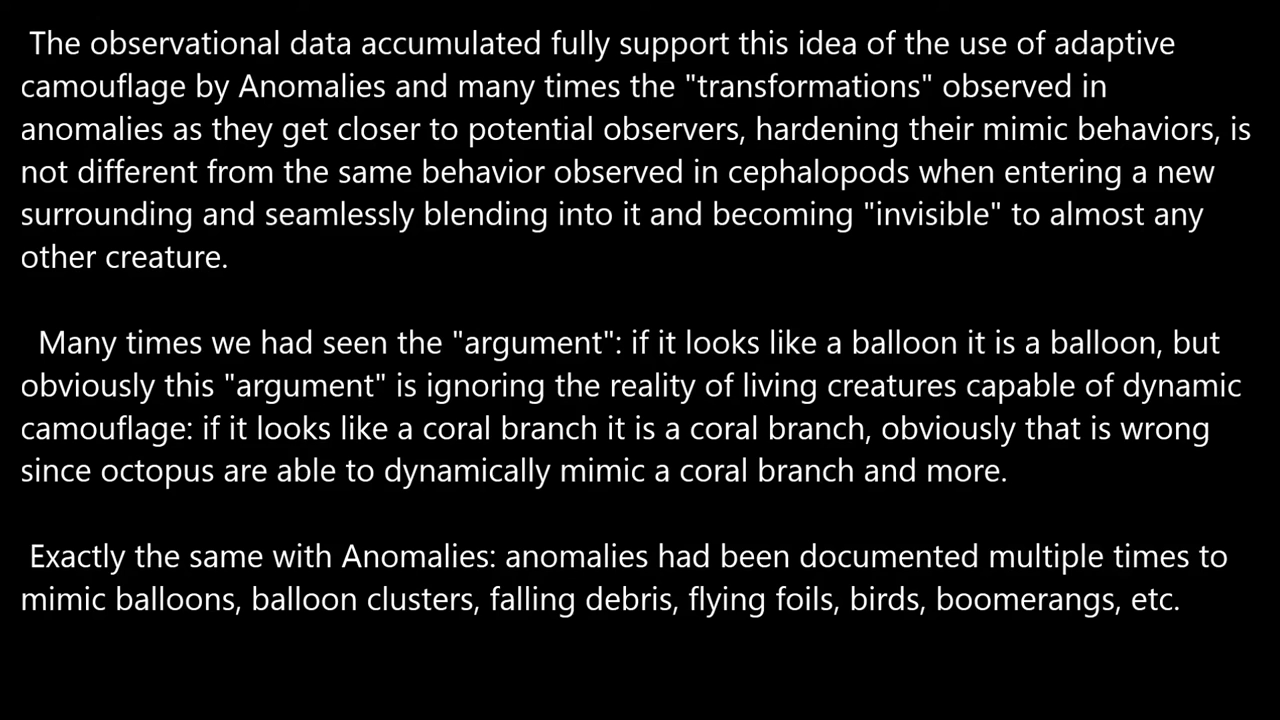 The observational data accumulated fully support this idea of the use of adaptive
camouflage by Anomalies and many times the "transformations" observed in
anomalies as they get closer to potential observers, hardening their mimic behaviors, is
not different from the same behavior observed in cephalopods when entering a new
surrounding and seamlessly blending into it and becoming "invisible" to almost any
other creature.
Many times we had seen the "argument": if it looks like a balloon it is a balloon, but
obviously this "argument" is ignoring the reality of living creatures capable of dynamic
camouflage: if it looks like a coral branch it is a coral branch, obviously that is wrong
since octopus are able to dynamically mimic a coral branch and more.
Exactly the same with Anomalies: anomalies had been documented multiple times to
mimic balloons, balloon clusters, falling debris, flying foils, birds, boomerangs, etc.